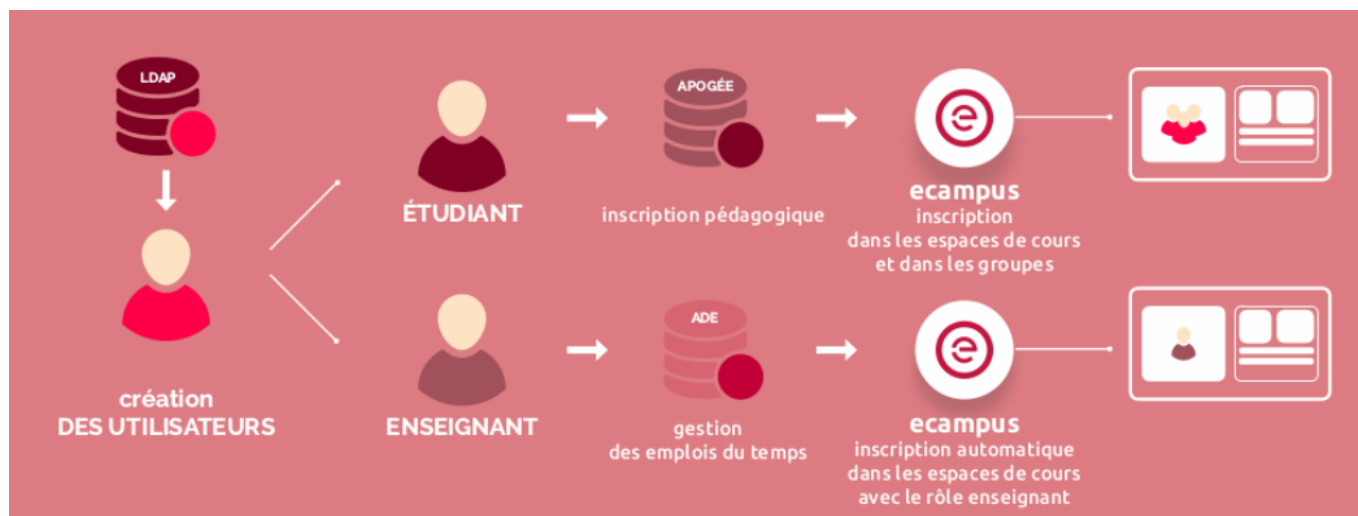 LDAP
création
DES UTILISATEURS
ÉTUDIANT
APOGÉE
inscription pédagogique
e
ecampus
inscription
dans les espaces de cours
et dans les groupes
ENSEIGNANT
ADE
gestion
des emplois du temps
e
ecampus
inscription automatique
dans les espaces de cours
avec le rôle enseignant